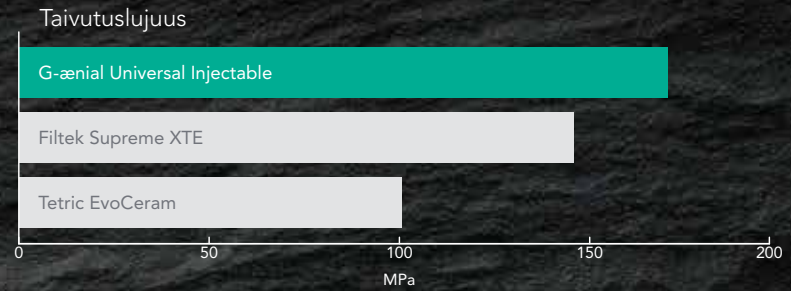 Taivutuslujuus
G-ænial Universal Injectable
Filtek Supreme XTE
Tetric EvoCeram
0 50 100 150 200
MPa